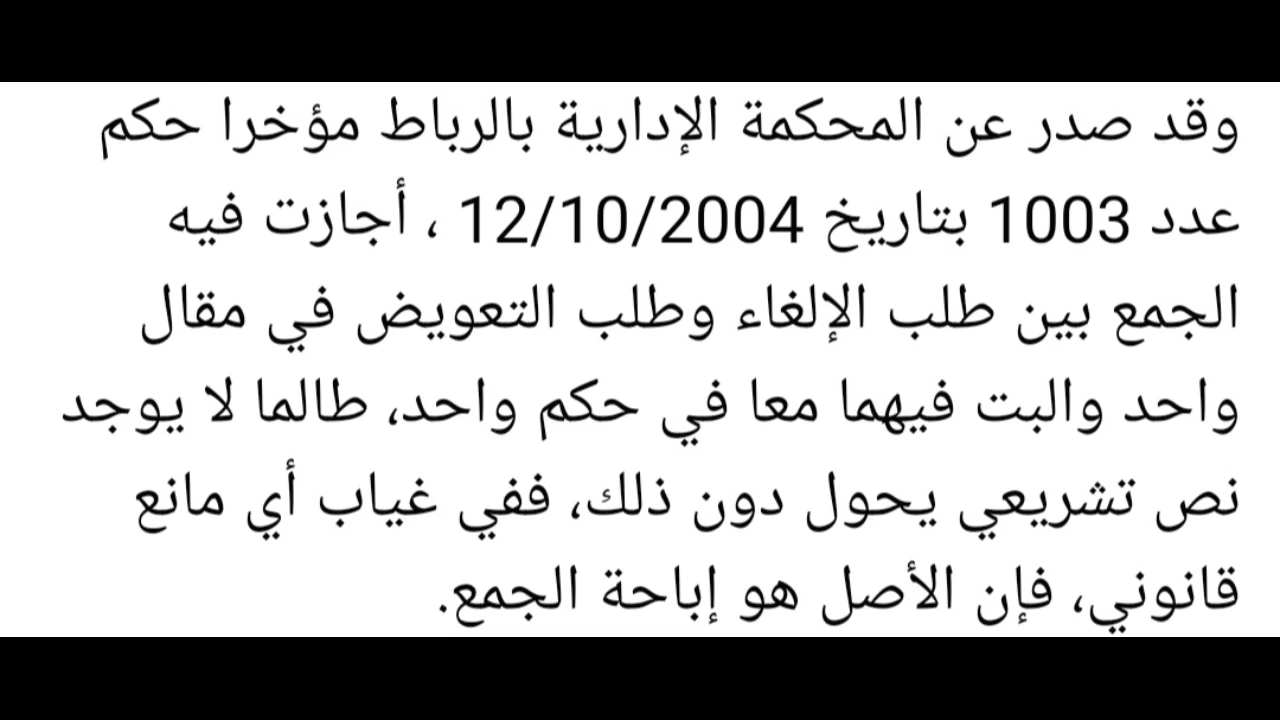 وقد صدر عن المحكمة الإدارية بالرباط مؤخرا حكم
عدد 1003 بتاريخ 12/10/2004 ، أجازت فيه
الجمع بين طلب الإلغاء وطلب التعويض في مقال
واحد والبت فيهما معا في حكم واحد، طالما لا يوجد
نص تشريعي يحول دون ذلك، ففي غياب أي مانع
قانوني، فإن الأصل هو إباحة الجمع.